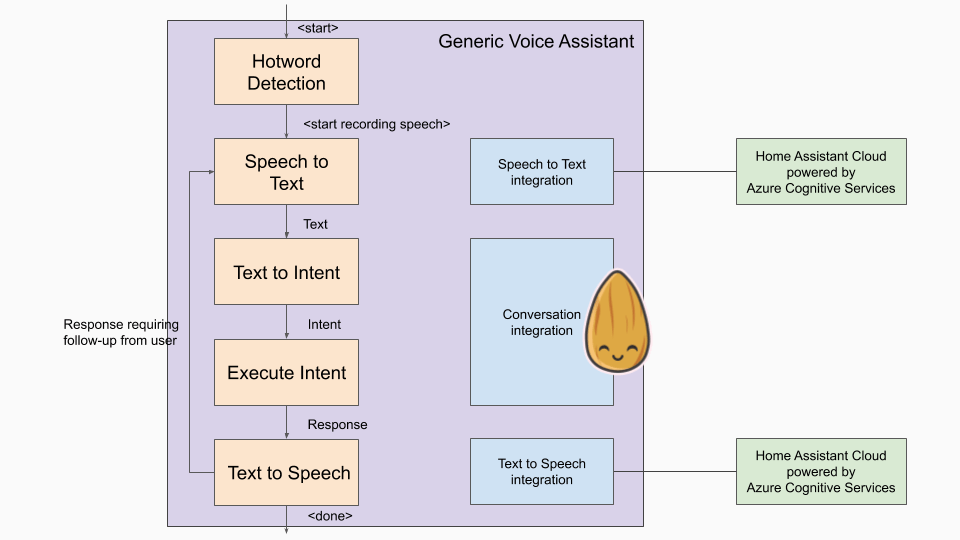 <start>
Generic Voice Assistant
Hotword
Detection
<start recording speech>
Speech to
Text
Speech to Text
integration
Home Assistant Cloud
powered by
Azure Cognitive Services
Text
Text to Intent
Conversation
integration
Intent
Response requiring
follow-up from user
Execute Intent
Response
Text to Speech
Text to Speech
integration
Home Assistant Cloud
powered by
Azure Cognitive Services
<done>